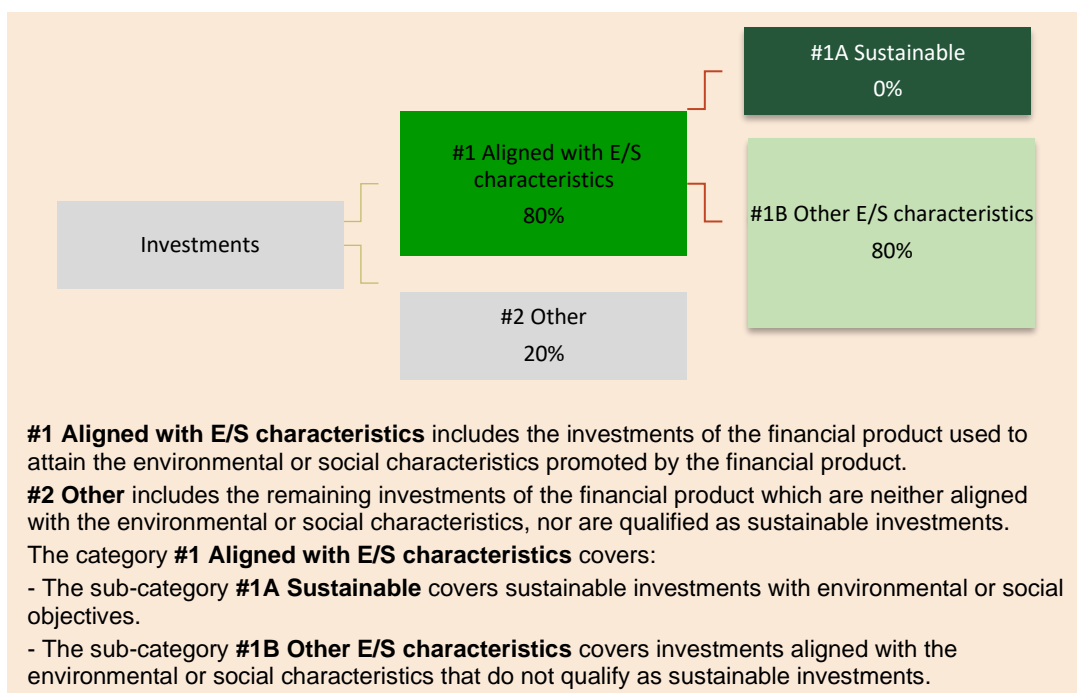 #1A Sustainable
0%
#1 Aligned with E/S
characteristics
80%
#1B Other E/S characteristics
80%
Investments
#2 Other
20%
#1 Aligned with E/S characteristics includes the investments of the financial product used to
attain the environmental or social characteristics promoted by the financial product.
#2 Other includes the remaining investments of the financial product which are neither aligned
with the environmental or social characteristics, nor are qualified as sustainable investments.
The category #1 Aligned with E/S characteristics covers:
- The sub-category #1A Sustainable covers sustainable investments with environmental or social
objectives.
- The sub-category #1B Other E/S characteristics covers investments aligned with the
environmental or social characteristics that do not qualify as sustainable investments.